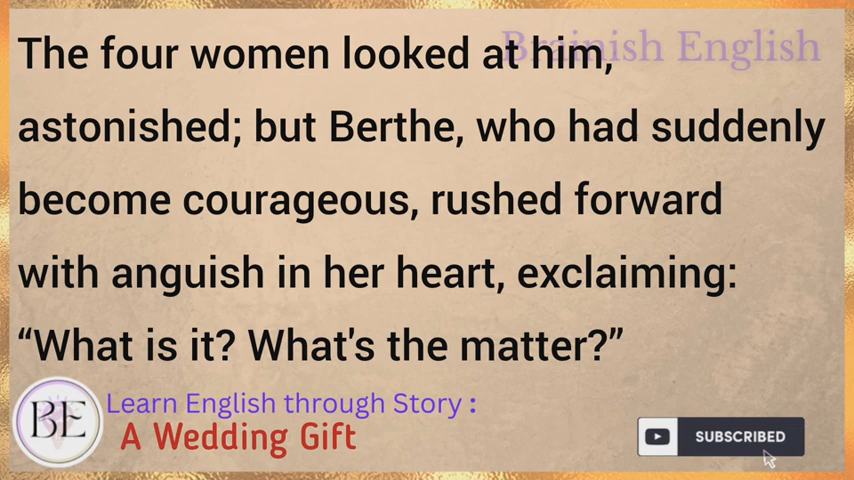 Brainish English
The four women looked at him,
astonished; but Berthe, who had suddenly
become courageous, rushed forward
with anguish in her heart, exclaiming:
“What is it? What's the matter?”
BE
Learn English through Story :
A Wedding Gift
SUBSCRIBED